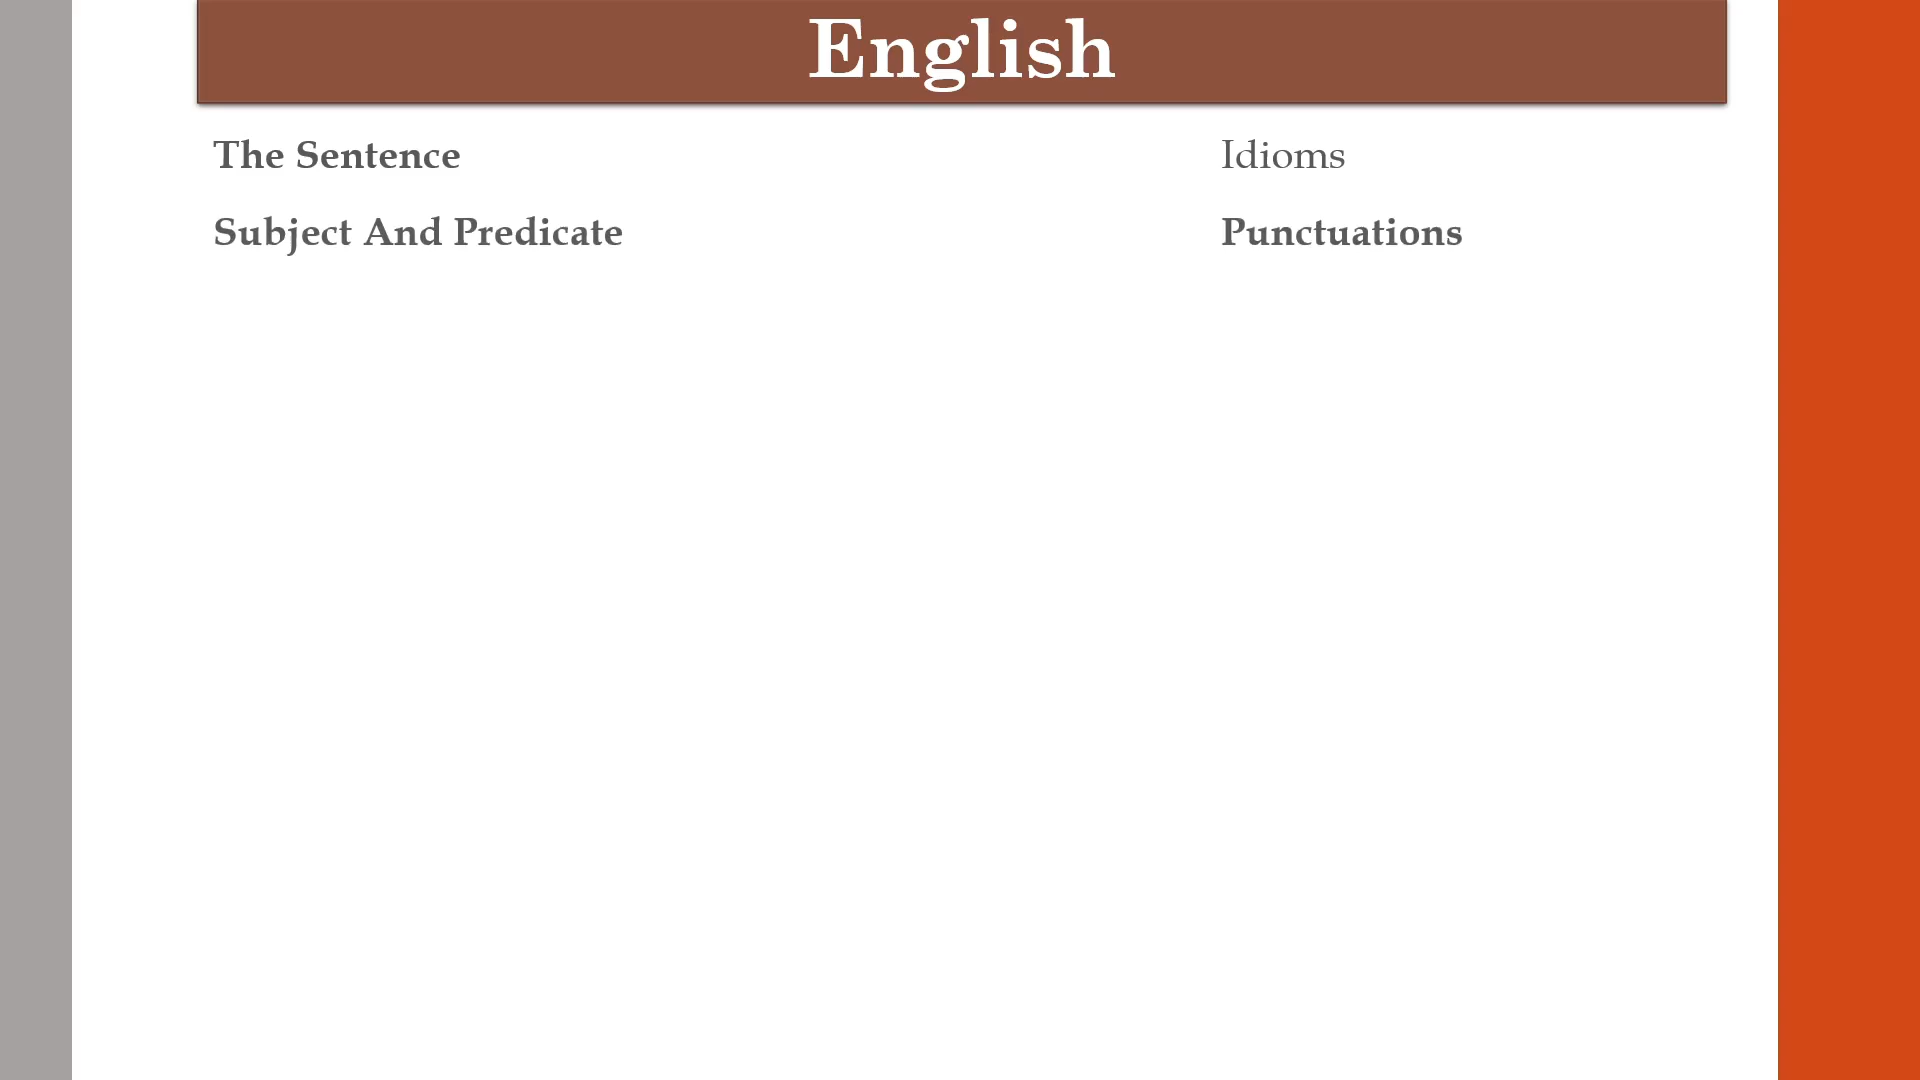 English
The Sentence
Subject And Predicate
Idioms
Punctuations